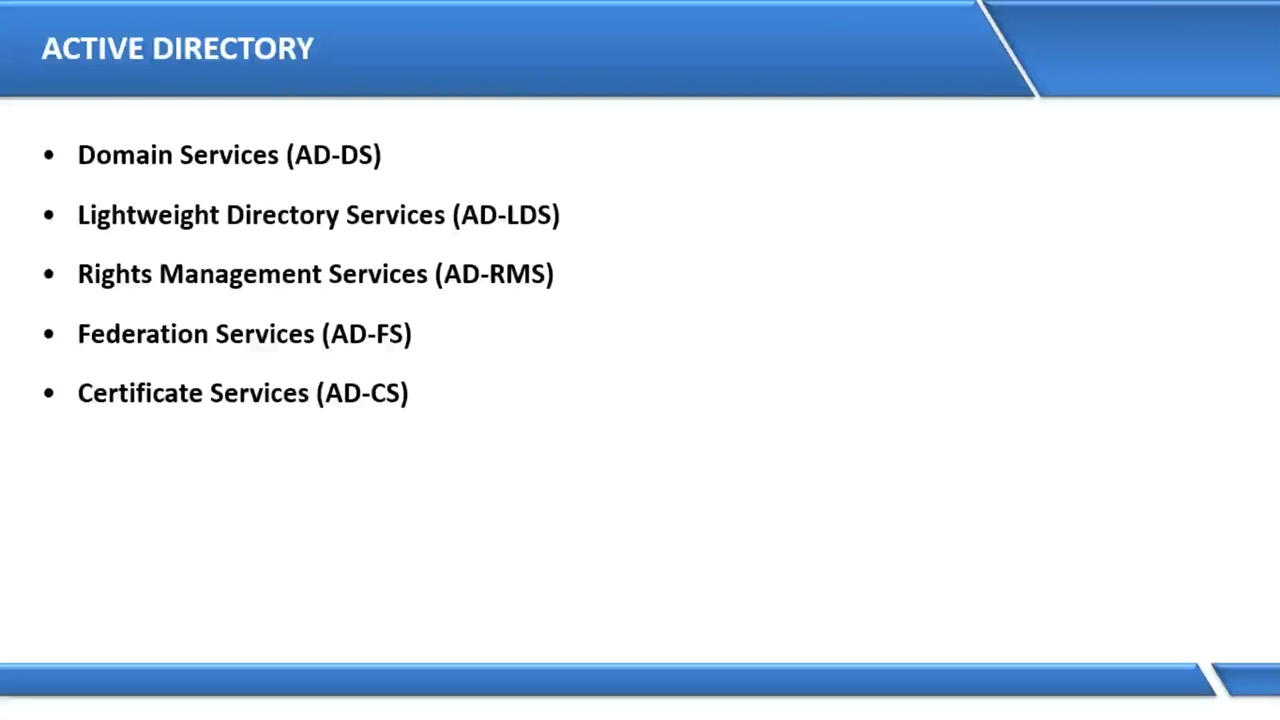 ACTIVE DIRECTORY
• Domain Services (AD-DS)
• Lightweight Directory Services (AD-LDS)
• Rights Management Services (AD-RMS)
• Federation Services (AD-FS)
• Certificate Services (AD-CS)